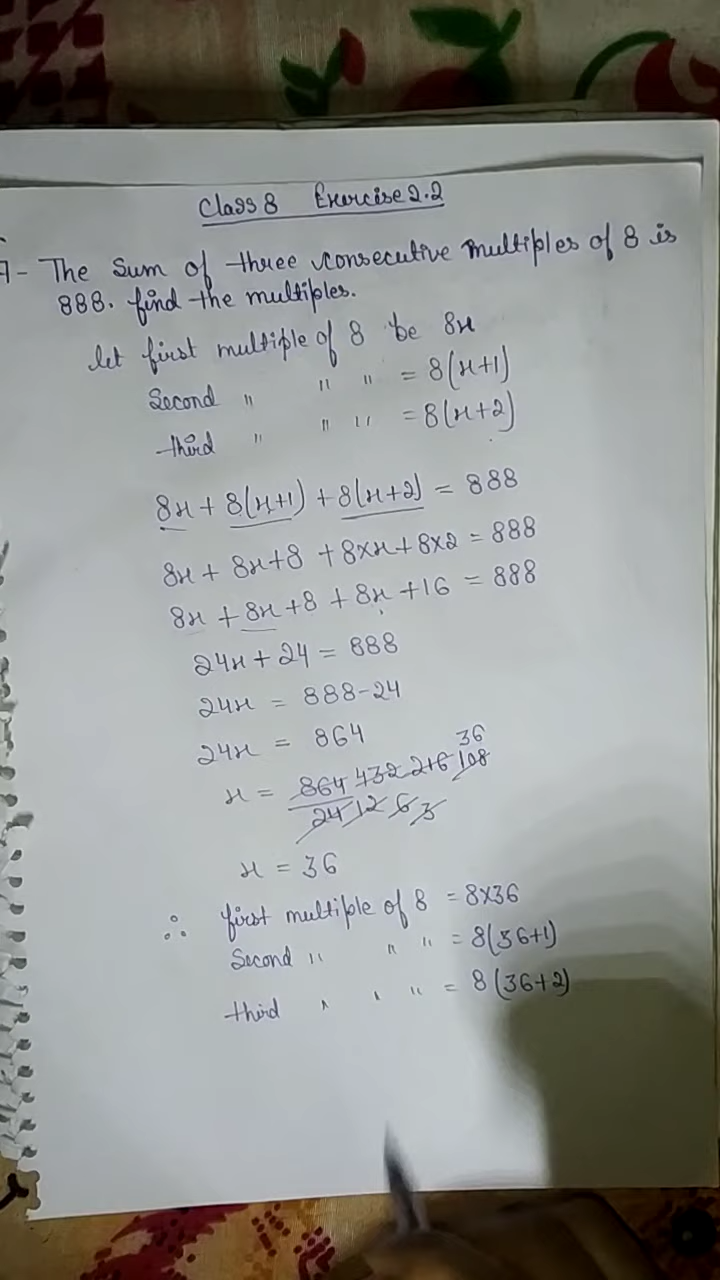 Class 8 Exercise 2.2
7- The Sum of three consecutive multiples of 8 is
888. find the multiples.
let first multiple of 8 be 8x
Second " " " = 8(x+1)
third " " " = 8(x+2)
8x + 8(x+1) + 8(x+2) = 888
8x + 8x+8 + 8×x+8×2 = 888
8x + 8x+8 + 8x +16 = 888
24x + 24 = 888
24x = 888-24
24x = 864
36
x = 864 432 216 108
24 12 6 3
x = 36
∴ first multiple of 8 = 8×36
Second " " " = 8(36+1)
third " " " = 8(36+2)